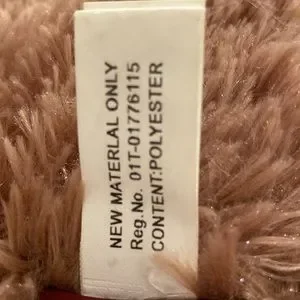 NEW MATERLAL ONLY
Reg.No. 01T-01776115
CONTENT:POLYESTER